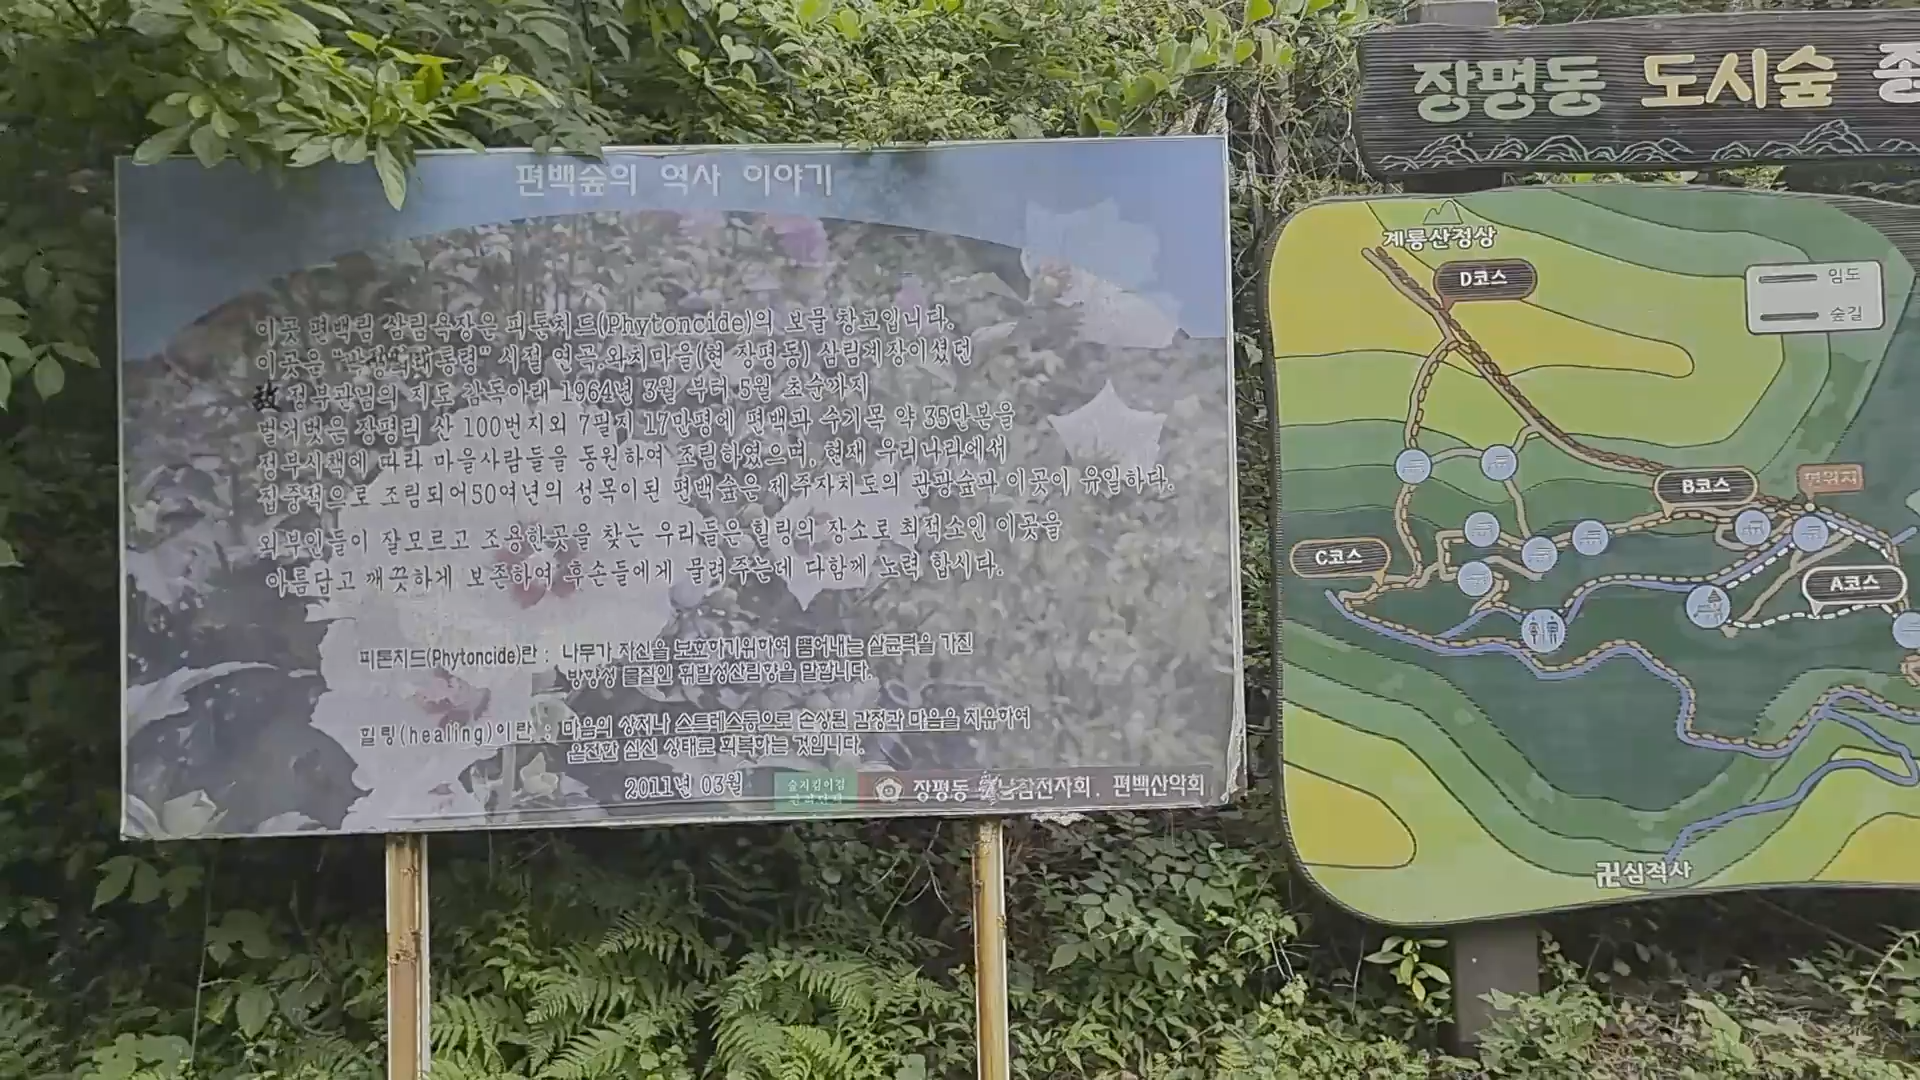 편백숲의 역사 이야기
이곳 편백림 삼림욕장은 피톤치드(Phytoncide)의 보물 창고입니다.
이곳을 대통령" 시절 연곡.와치마을(현 장평동) 삼림계장이셨던
故 정부관님의 지도 감독아래 1964년 3월 부터 5월 초순까지
벌거벗은 장평리 산 100번지외 7필지 17만평에 편백과 수기목 약 35만본을
정부시책에 따라 마을사람들을 동원하여 조림하였으며, 현재 우리나라에서
집중적으로 조림되어50여년의 성목이된 편백숲은 제주자치도의 관광숲과 이곳이 유일하다.
외부인들이 잘모르고 조용한곳을 찾는 우리들은 힐링의 장소로 최적소인 이곳을
아름답고 깨끗하게 보존하여 후손들에게 물려주는데 다함께 노력 합시다.
피톤치드(Phytoncide)란 : 나무가 자신을 보호하기위하여 뿜어내는 살균력을 가진
방향성 물질인 휘발성산림향을 말합니다.
힐링(healing)이란 : 마음의 상처나 스트레스등으로 손상된 감정과 마음을 치유하여
온전한 심신 상태로 회복하는 것입니다.
2011년 03월
장평동 편백산악회
장평동 도시숲 종
계룡산정상
D코스
임도
숲길
B코스
C코스
A코스
卍심적사